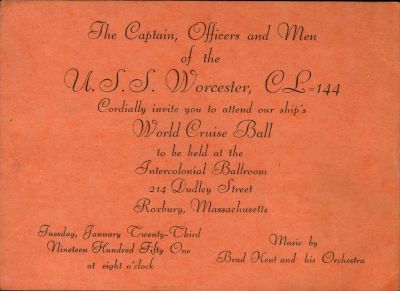 The Captain, Officers and Men
of the
U.S.S. Worcester, CL=144
Cordially invite you to attend our ship's
World Cruise Ball
to be held at the
Intercolonial Ballroom
214 Dudley Street
Roxbury, Massachusetts
Tuesday, January Twenty-Third
Nineteen Hundred Fifty One
at eight o'clock
Music by
Brad Kent and his Orchestra